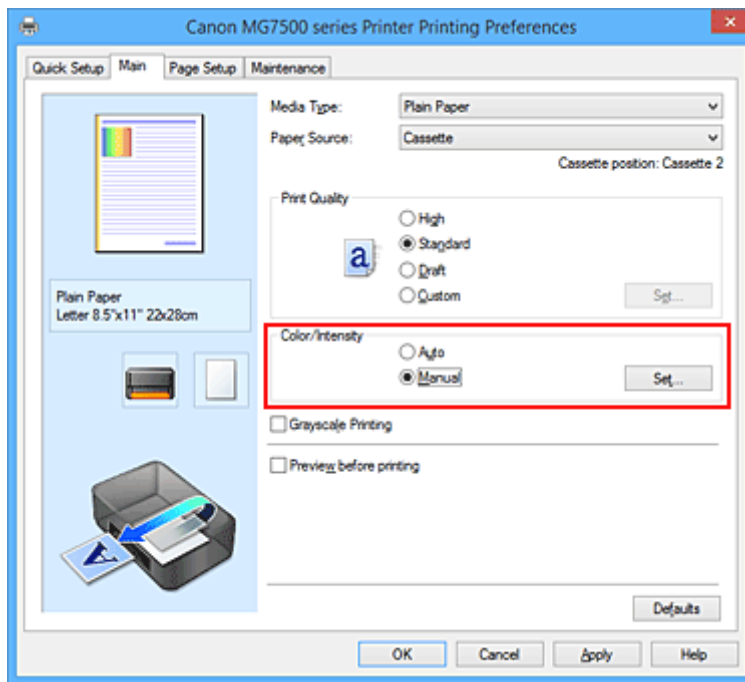 Canon MG7500 series Printer Printing Preferences
Quick Setup Main Page Setup Maintenance
Media Type: Plain Paper
Paper Source: Cassette
Cassette position: Cassette 2
Print Quality
High
Standard
Draft
Custom Set...
a
Plain Paper
Letter 8.5"x11" 22x28cm
Color/Intensity
Auto
Manual Set...
Grayscale Printing
Preview before printing
A
Defaults
OK Cancel Apply Help